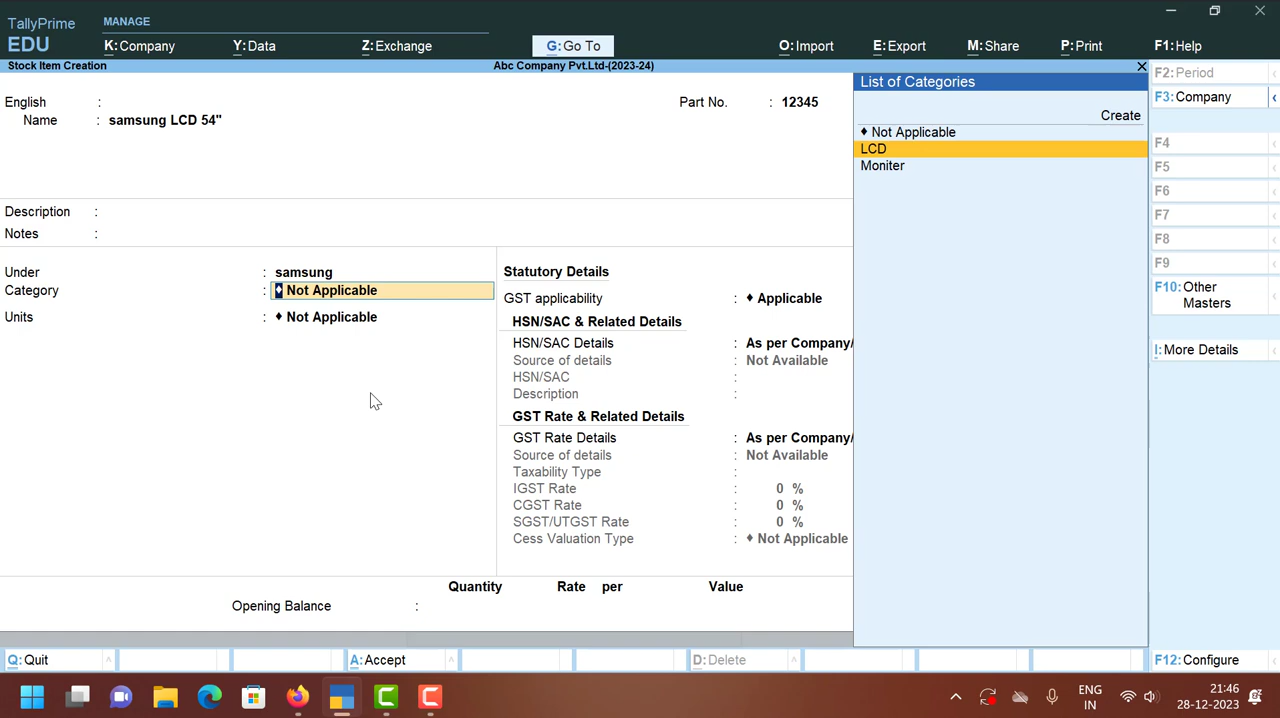 TallyPrime
EDU
MANAGE
K:Company
Y:Data
Z:Exchange
G:Go To
O:Import
E:Export
M:Share
P:Print
F1:Help
Stock Item Creation
Abc Company Pvt.Ltd-(2023-24)
English :
Name : samsung LCD 54"
Part No. : 12345
Description :
Notes :
Under : samsung
Category : ♦ Not Applicable
Units : ♦ Not Applicable
Statutory Details
GST applicability : ♦ Applicable
HSN/SAC & Related Details
HSN/SAC Details : As per Company/
Source of details : Not Available
HSN/SAC :
Description :
GST Rate & Related Details
GST Rate Details : As per Company/
Source of details : Not Available
Taxability Type :
IGST Rate : 0 %
CGST Rate : 0 %
SGST/UTGST Rate : 0 %
Cess Valuation Type : ♦ Not Applicable
Quantity Rate per Value
Opening Balance :
List of Categories
Create
♦ Not Applicable
LCD
Moniter
F2:Period
F3:Company
F4
F5
F6
F7
F8
F9
F10:Other
Masters
I:More Details
Q:Quit
A:Accept
D:Delete
F12:Configure
ENG
IN
21:46
28-12-2023